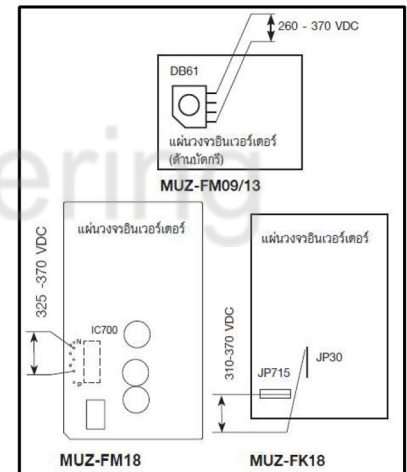 260 - 370 VDC
DB61
แผ่นวงจรอินเวอร์เตอร์
(ด้านบัดกรี)
MUZ-FM09/13
ering
แผ่นวงจรอินเวอร์เตอร์
325 -370 VDC
IC700
N
P
MUZ-FM18
แผ่นวงจรอินเวอร์เตอร์
310-370 VDC
JP715
JP30
MUZ-FK18